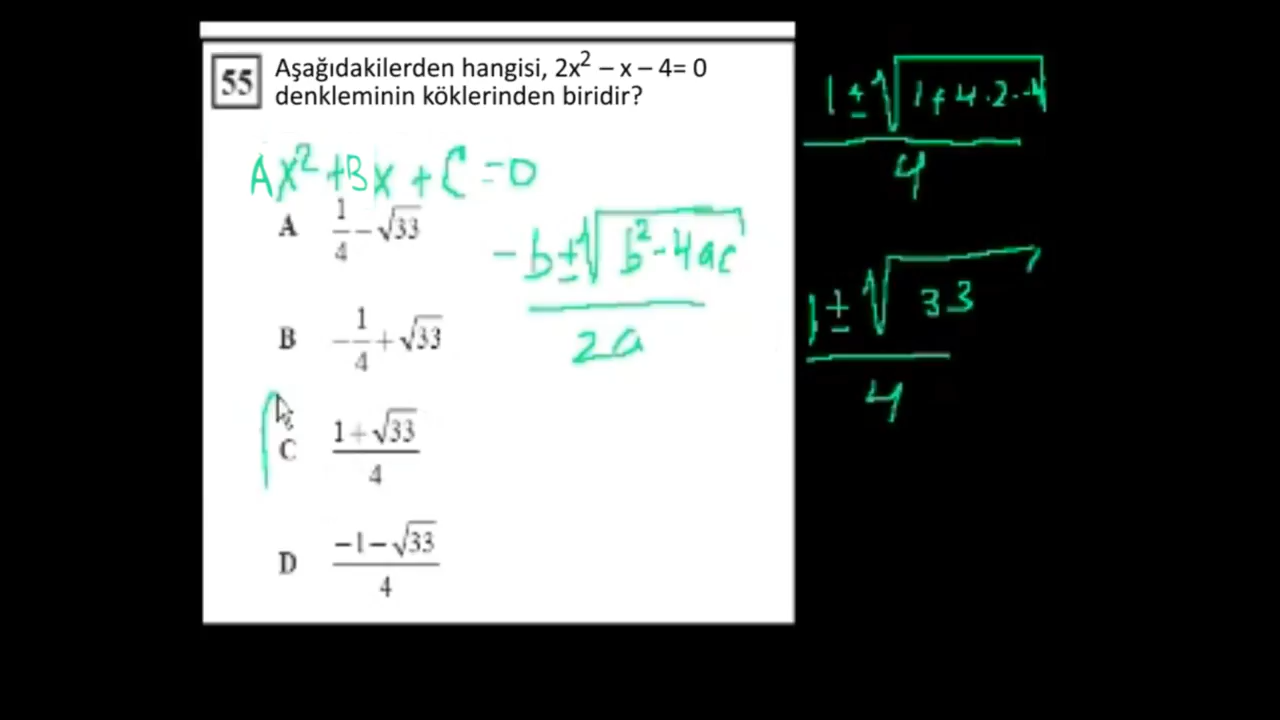 55 Aşağıdakilerden hangisi, 2x² – x – 4= 0
denkleminin köklerinden biridir?
Ax² + Bx + C = 0
A 1/4 − √33
-b ± √(b² - 4ac) / 2a
B −1/4 + √33
C (1 + √33)/4
D (−1 − √33)/4
1 ± √(1 + 4 · 2 · -4) / 4
1 ± √33 / 4